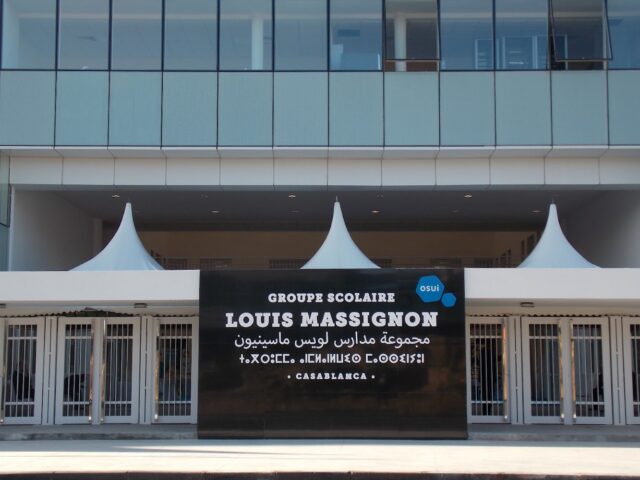 GROUPE SCOLAIRE
osui
LOUIS MASSIGNON
مجموعة مدارس لويس ماسينيون
• CASABLANCA •